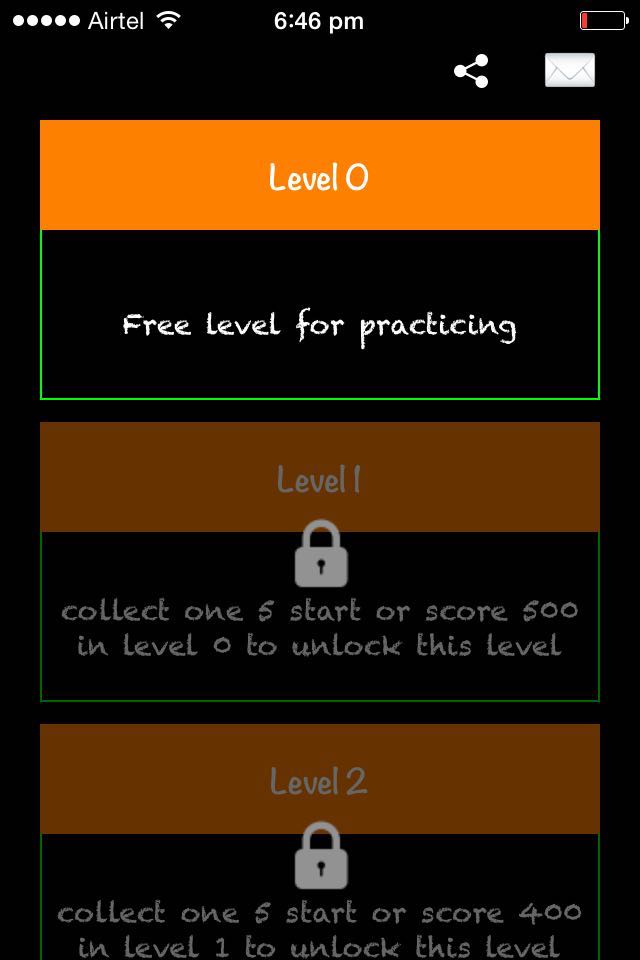 Airtel 6:46 pm
Level 0
Free level for practicing
Level 1
collect one 5 start or score 500
in level 0 to unlock this level
Level 2
collect one 5 start or score 400
in level 1 to unlock this level